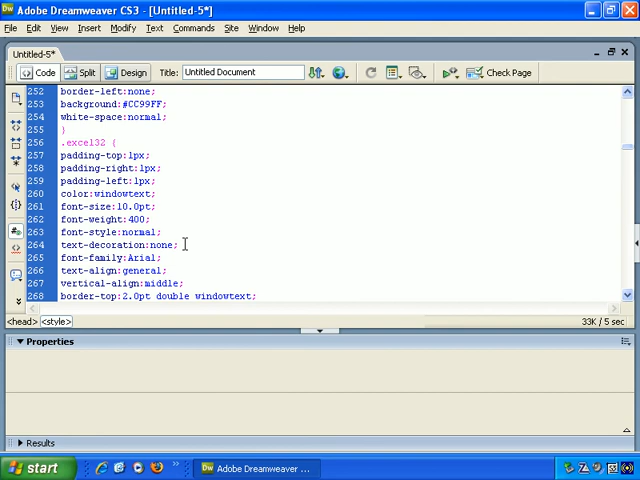 Adobe Dreamweaver CS3 - [Untitled-5*]
File Edit View Insert Modify Text Commands Site Window Help
Untitled-5*
Code Split Design Title: Untitled Document Check Page
252 border-left:none;
253 background:#CC99FF;
254 white-space:normal;
255 }
256 .excel32 {
257 padding-top:1px;
258 padding-right:1px;
259 padding-left:1px;
260 color:windowtext;
261 font-size:10.0pt;
262 font-weight:400;
263 font-style:normal;
264 text-decoration:none;
265 font-family:Arial;
266 text-align:general;
267 vertical-align:middle;
268 border-top:2.0pt double windowtext;
<head> <style> 33K / 5 sec
Properties
Results
start Dw Adobe Dreamweaver ...